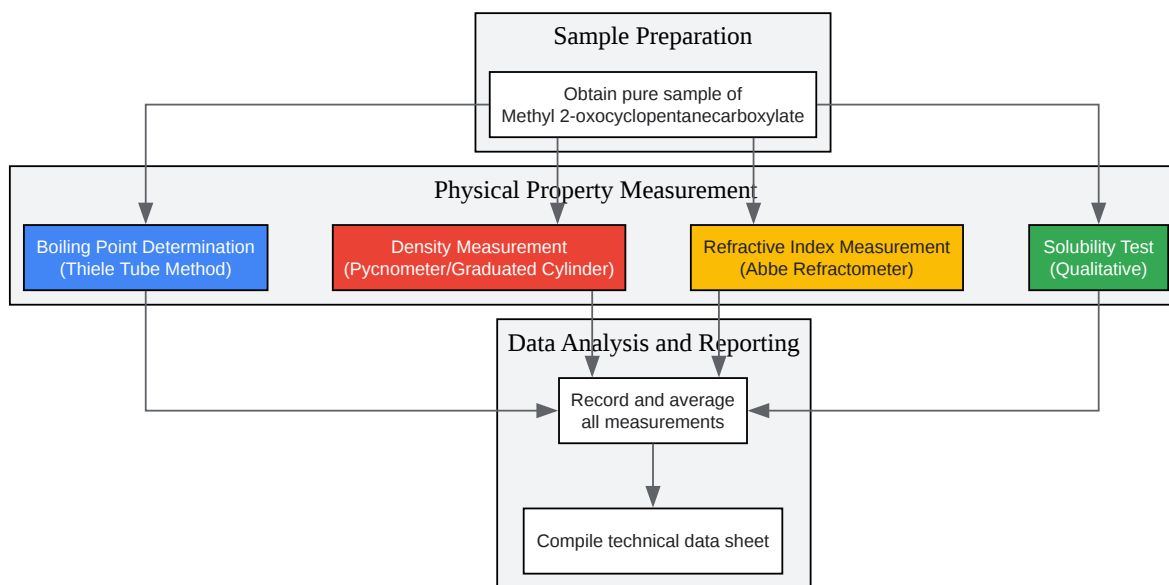 Sample Preparation
Obtain pure sample of
Methyl 2-oxocyclopentanecarboxylate
Physical Property Measurement
Boiling Point Determination
(Thiele Tube Method)
Density Measurement
(Pycnometer/Graduated Cylinder)
Refractive Index Measurement
(Abbe Refractometer)
Solubility Test
(Qualitative)
Data Analysis and Reporting
Record and average
all measurements
Compile technical data sheet